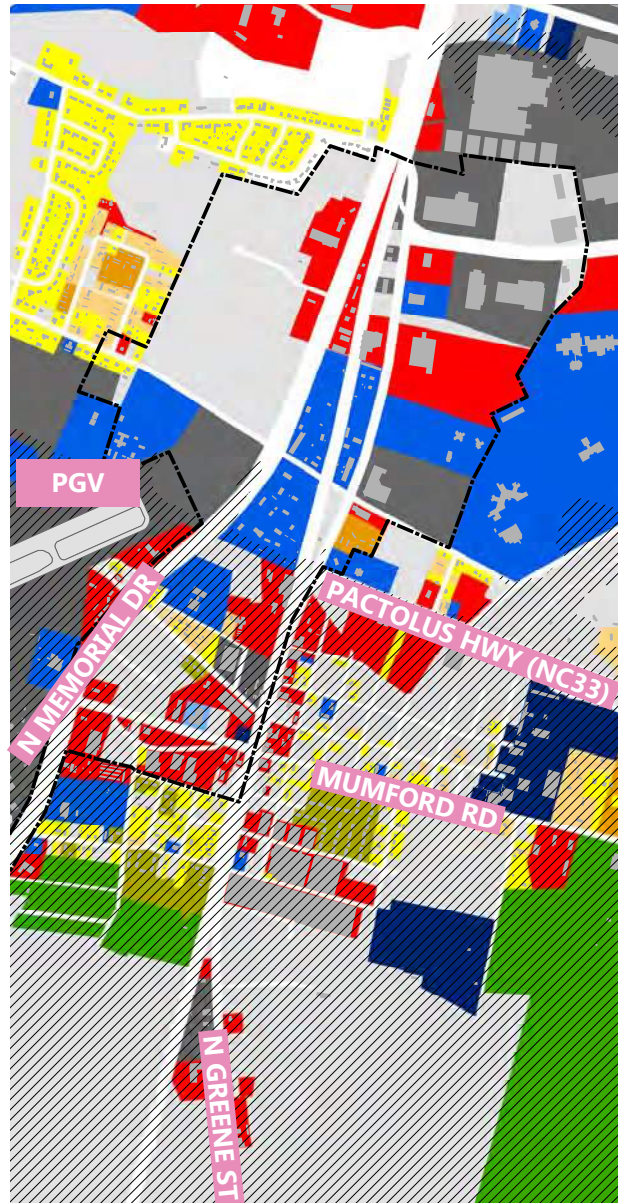 PGV
N MEMORIAL DR
PACTOLUS HWY (NC33)
MUMFORD RD
N GREENE ST